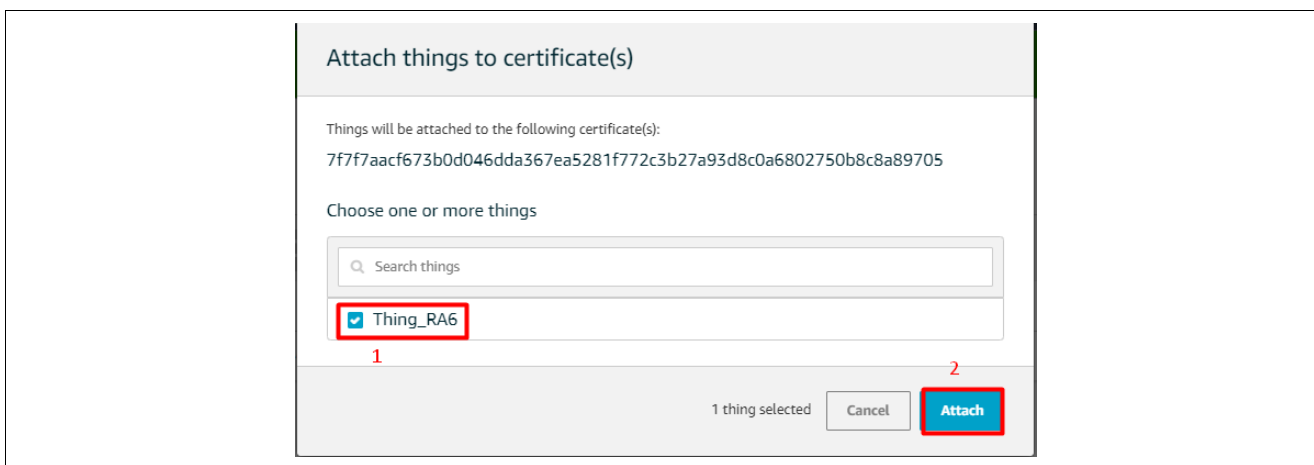 Attach things to certificate(s)
Things will be attached to the following certificate(s):
7f7f7aacf673b0d046dda367ea5281f772c3b27a93d8c0a6802750b8c8a89705
Choose one or more things
Search things
Thing_RA6
1
2
1 thing selected Cancel Attach